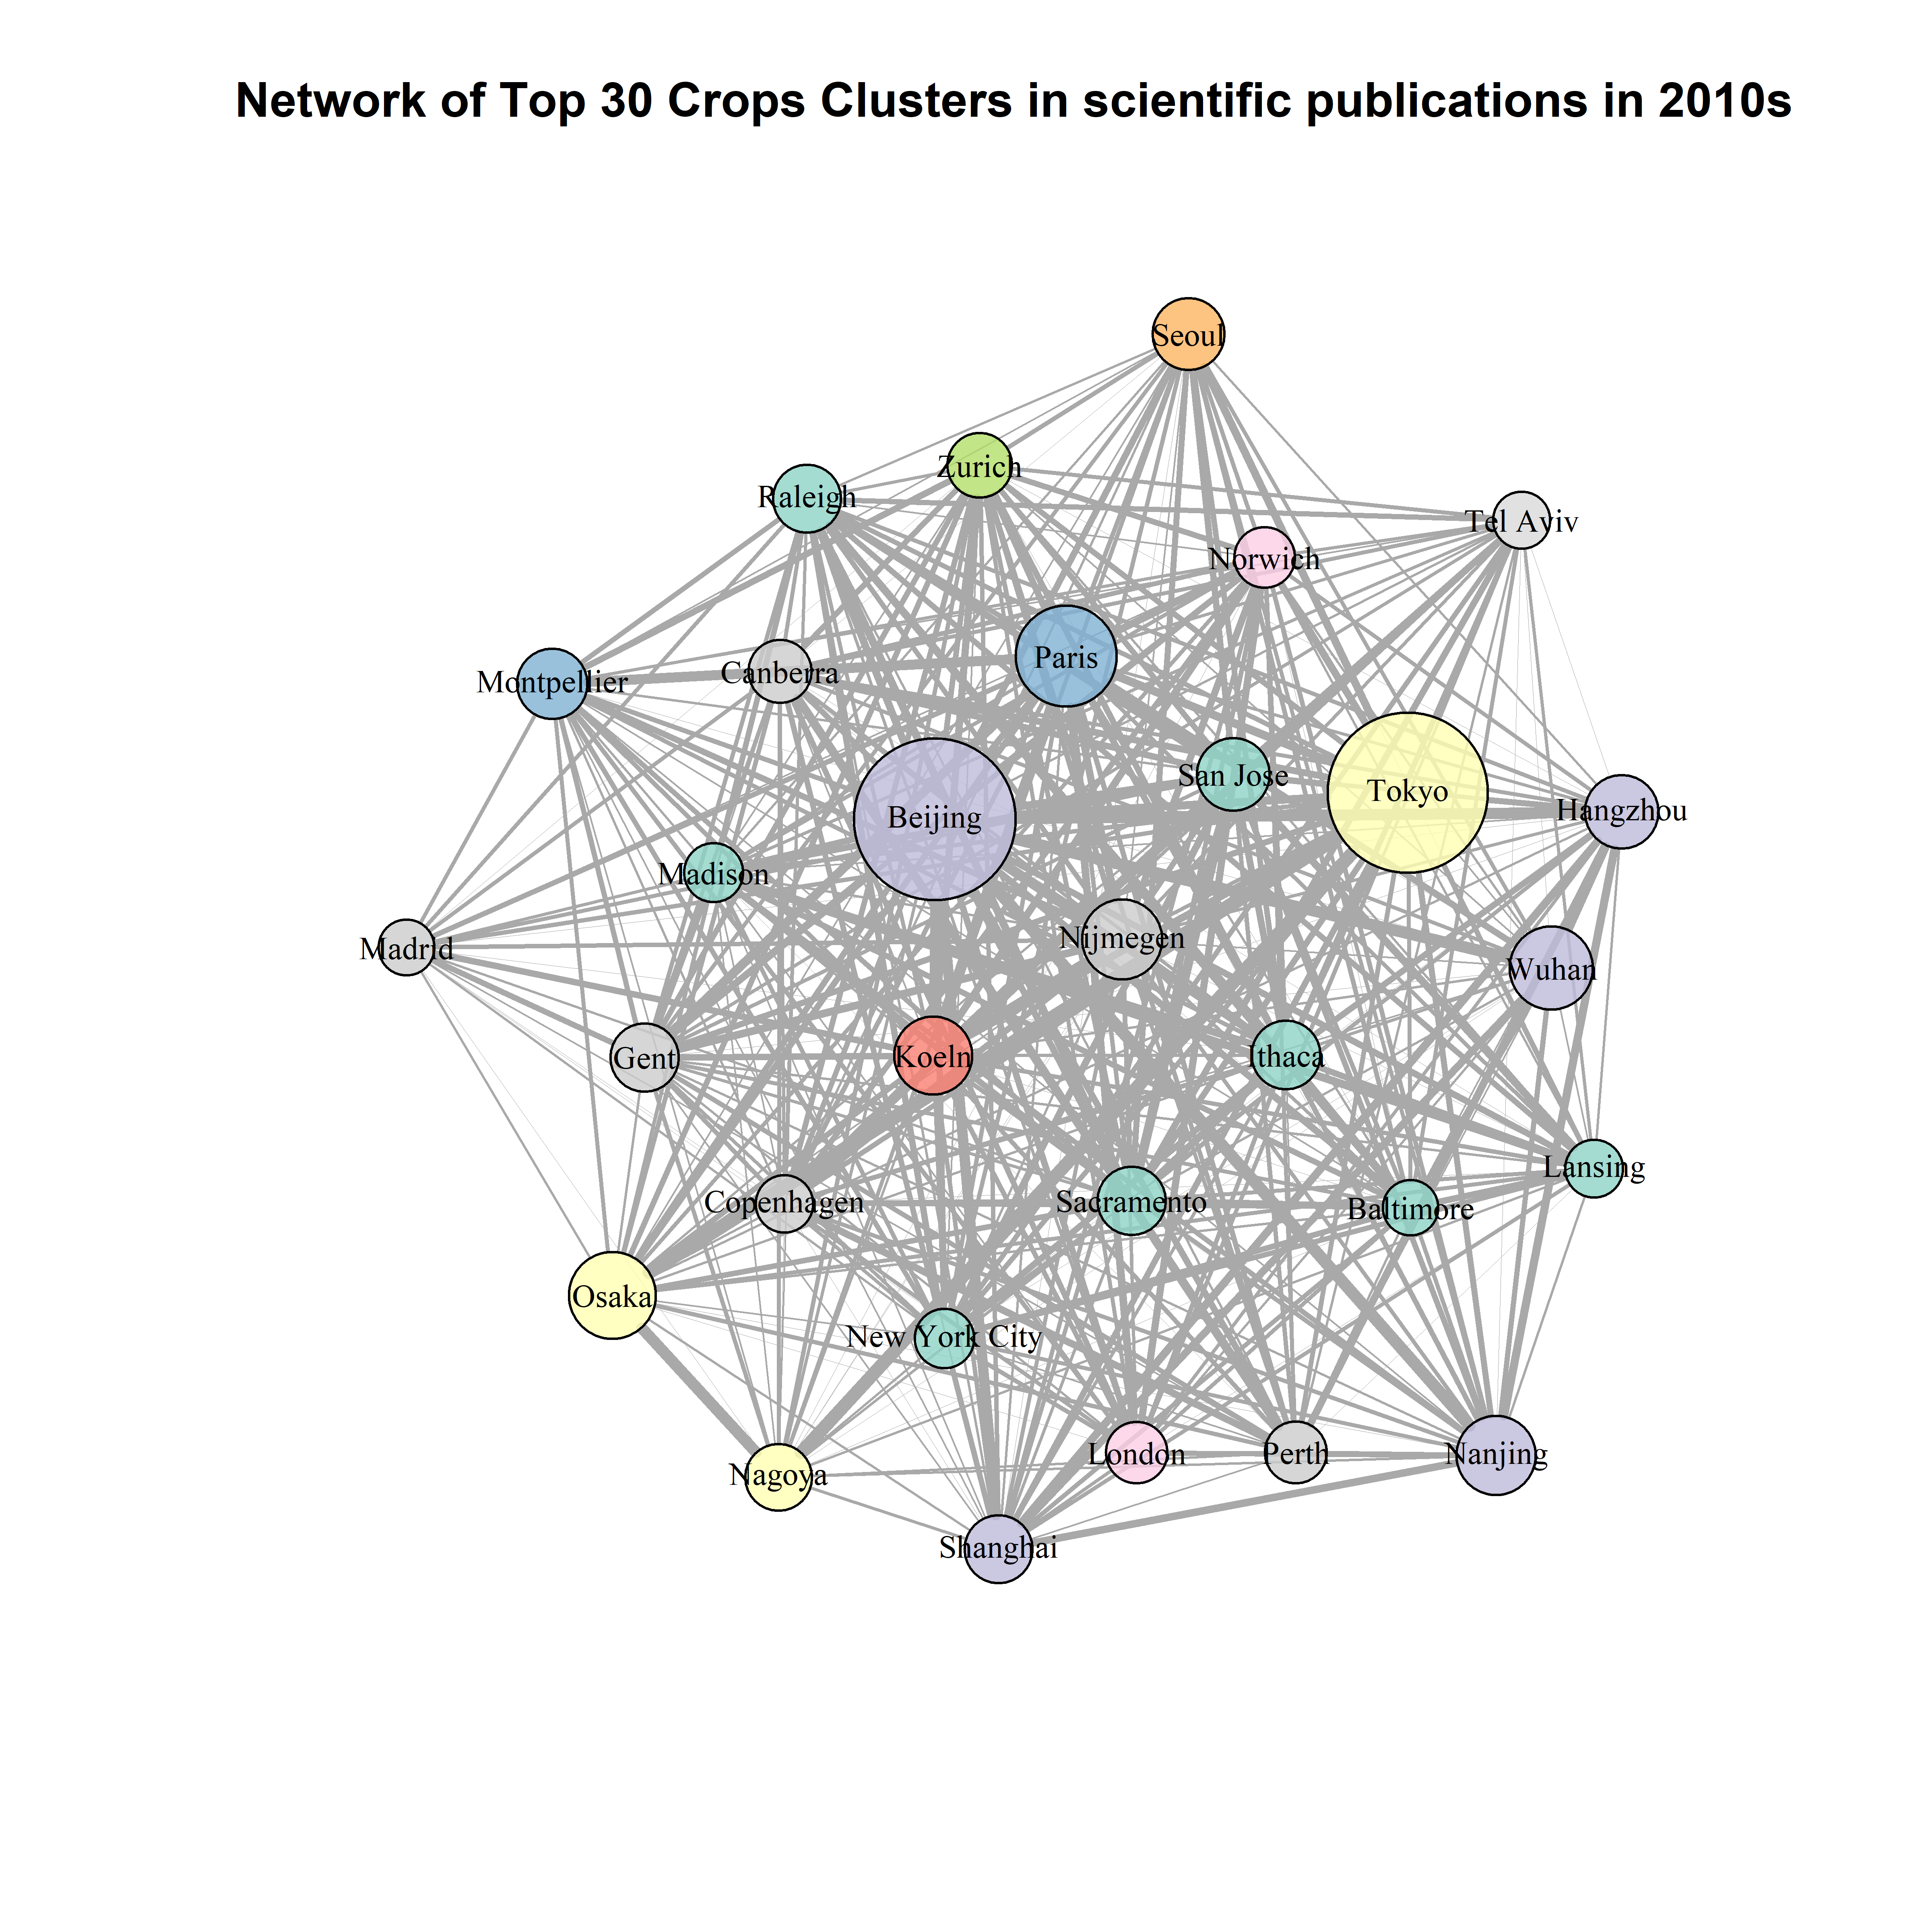 Network of Top 30 Crops Clusters in scientific publications in 2010s
Seoul
Zurich
Raleigh
Tel Aviv
Norwich
Paris
Canberra
Montpellier
San Jose
Tokyo
Hangzhou
Beijing
Madison
Nijmegen
Madrid
Wuhan
Gent
Koeln
Ithaca
Lansing
Copenhagen
Sacramento
Baltimore
Osaka
New York City
London
Perth
Nanjing
Nagoya
Shanghai